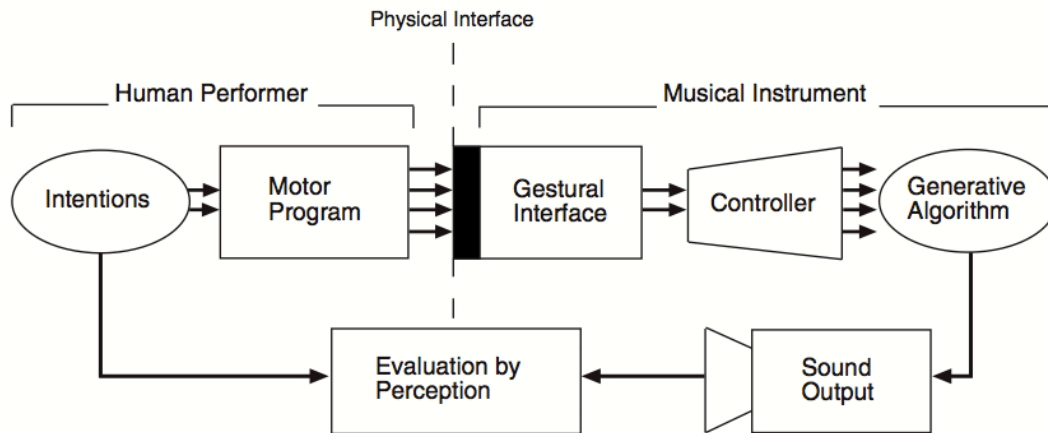 Physical Interface
Human Performer
Musical Instrument
Intentions
Motor
Program
Gestural
Interface
Controller
Generative
Algorithm
Evaluation by
Perception
Sound
Output